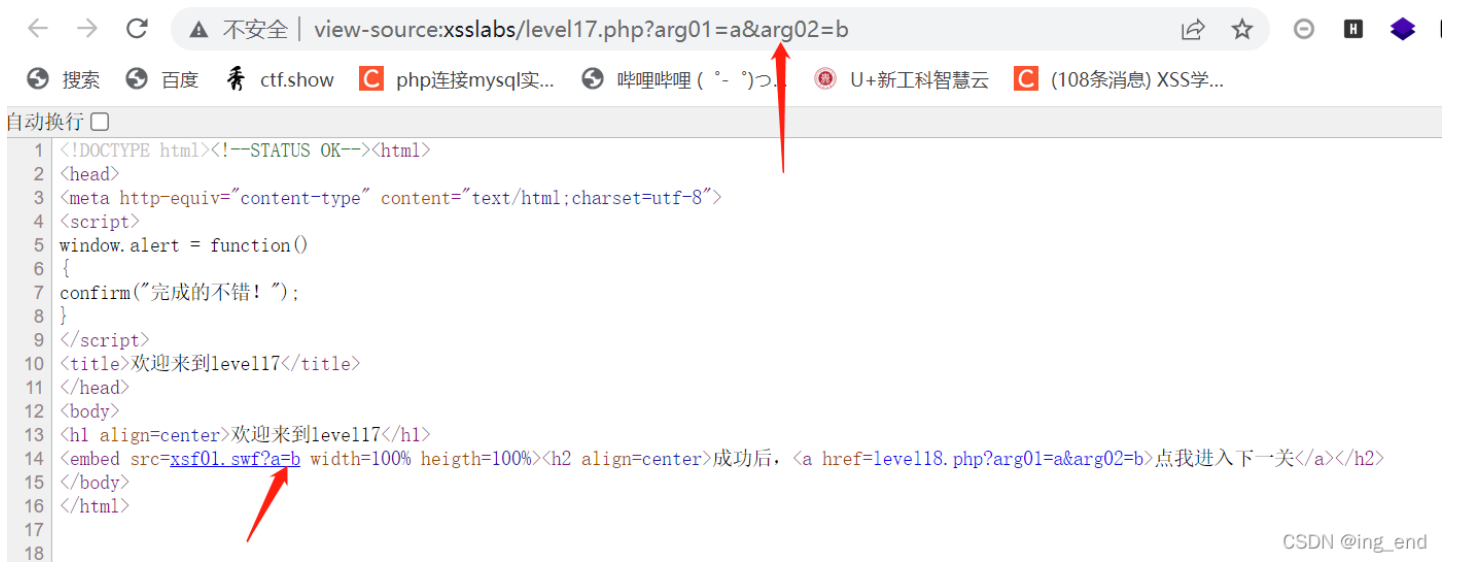 不安全 | view-source:xsslabs/level17.php?arg01=a&arg02=b
搜索 百度 ctf.show php连接mysql实... 哔哩哔哩 ( ゜- ゜)つ... U+新工科智慧云 (108条消息) XSS学...
自动换行
1 <!DOCTYPE html><!--STATUS OK--><html>
2 <head>
3 <meta http-equiv="content-type" content="text/html;charset=utf-8">
4 <script>
5 window.alert = function()
6 {
7 confirm("完成的不错！");
8 }
9 </script>
10 <title>欢迎来到level17</title>
11 </head>
12 <body>
13 <h1 align=center>欢迎来到level17</h1>
14 <embed src=xsf01.swf?a=b width=100% heigth=100%><h2 align=center>成功后，<a href=level18.php?arg01=a&arg02=b>点我进入下一关</a></h2>
15 </body>
16 </html>
17
18
CSDN @ing_end